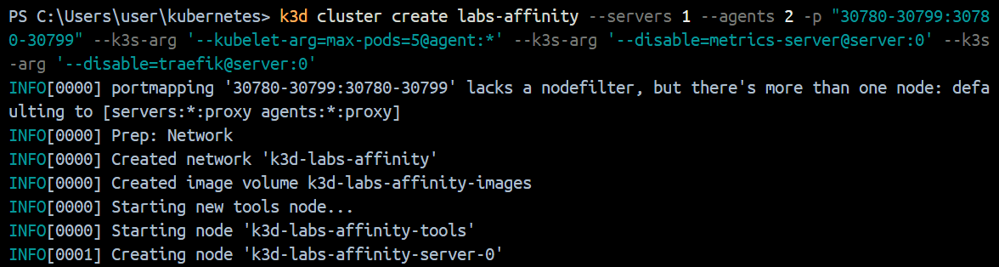 PS C:\Users\user\kubernetes> k3d cluster create labs-affinity --servers 1 --agents 2 -p "30780-30799:3078
0-30799" --k3s-arg '--kubelet-arg=max-pods=5@agent:*' --k3s-arg '--disable=metrics-server@server:0' --k3s
-arg '--disable=traefik@server:0'
INFO[0000] portmapping '30780-30799:30780-30799' lacks a nodefilter, but there's more than one node: defa
ulting to [servers:*:proxy agents:*:proxy]
INFO[0000] Prep: Network
INFO[0000] Created network 'k3d-labs-affinity'
INFO[0000] Created image volume k3d-labs-affinity-images
INFO[0000] Starting new tools node...
INFO[0000] Starting node 'k3d-labs-affinity-tools'
INFO[0001] Creating node 'k3d-labs-affinity-server-0'